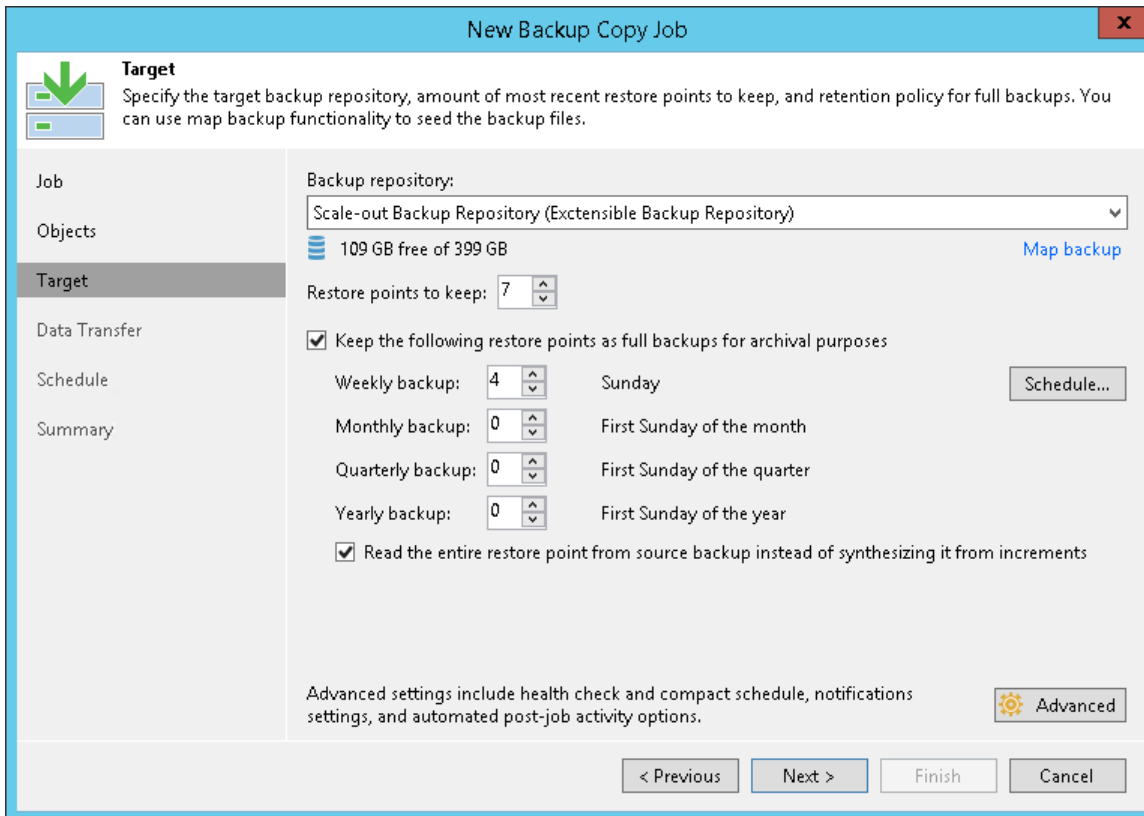 New Backup Copy Job
x
Target
Specify the target backup repository, amount of most recent restore points to keep, and retention policy for full backups. You
can use map backup functionality to seed the backup files.
Job
Objects
Target
Data Transfer
Schedule
Summary
Backup repository:
Scale-out Backup Repository (Exctensible Backup Repository)
109 GB free of 399 GB
Map backup
Restore points to keep: 7
Keep the following restore points as full backups for archival purposes
Weekly backup: 4 Sunday
Schedule...
Monthly backup: 0 First Sunday of the month
Quarterly backup: 0 First Sunday of the quarter
Yearly backup: 0 First Sunday of the year
Read the entire restore point from source backup instead of synthesizing it from increments
Advanced settings include health check and compact schedule, notifications
settings, and automated post-job activity options.
Advanced
< Previous
Next >
Finish
Cancel